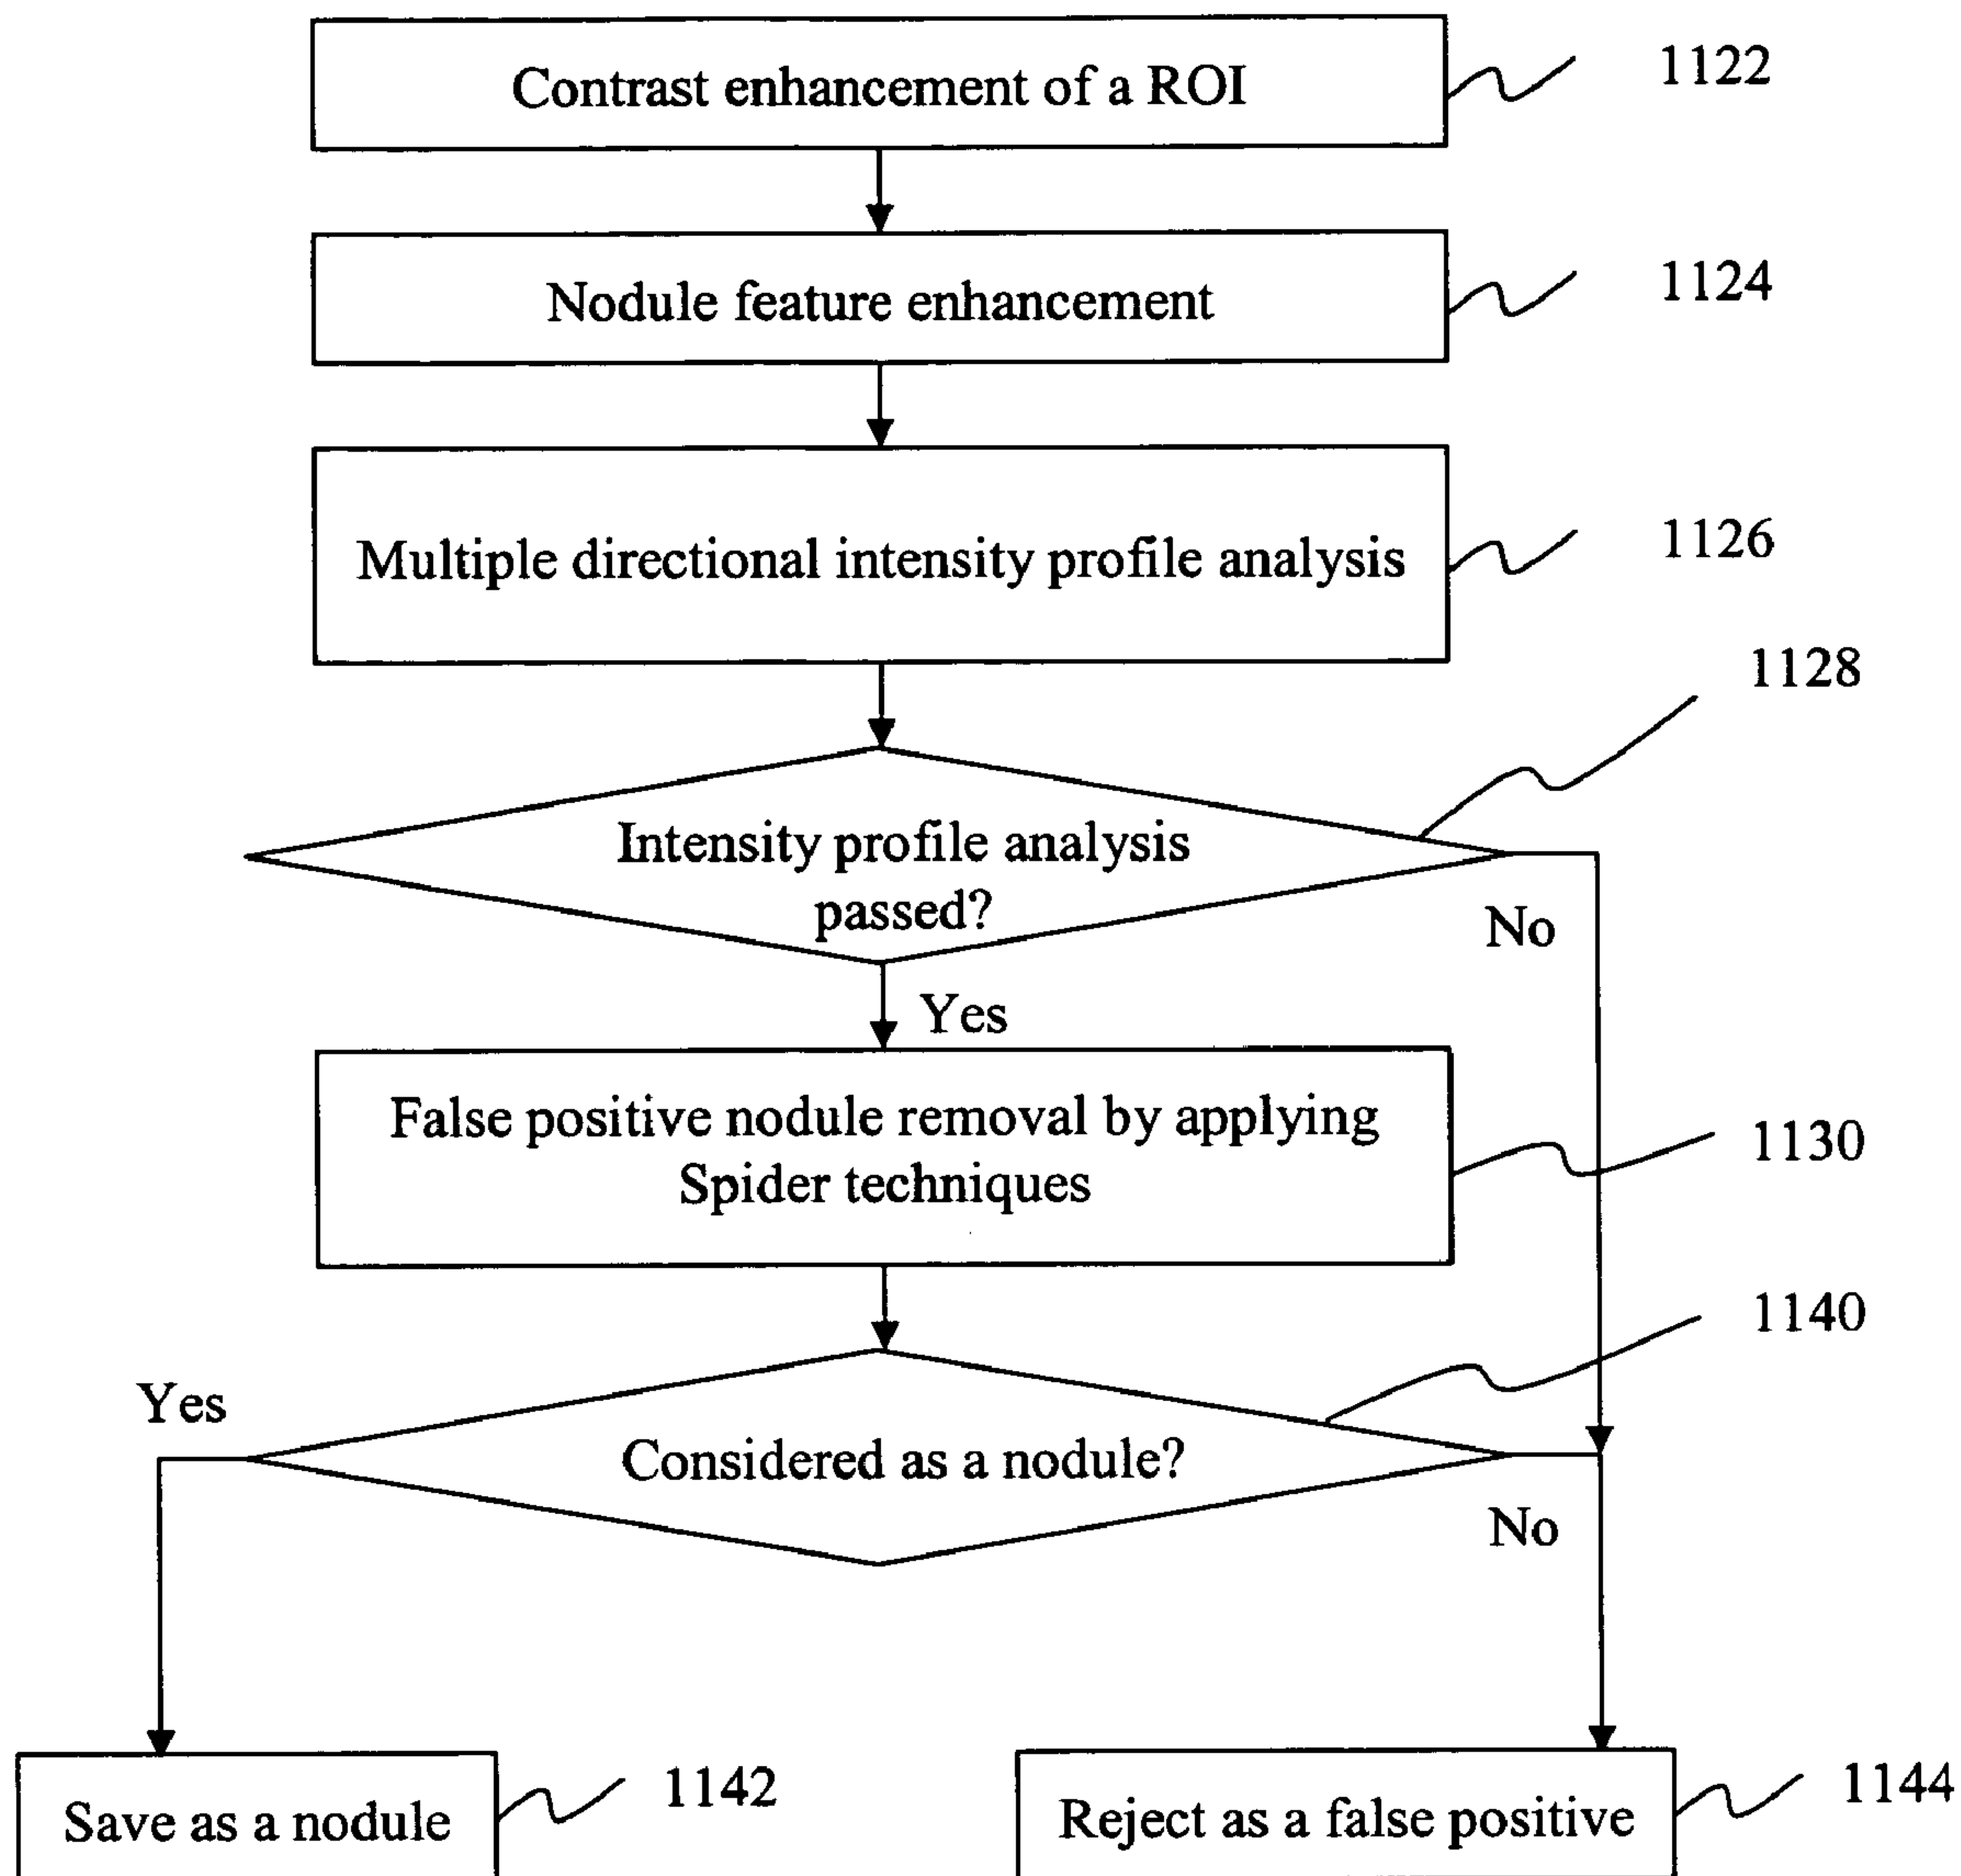 Contrast enhancement of a ROI
1122
Nodule feature enhancement
1124
Multiple directional intensity profile analysis
1126
1128
Intensity profile analysis
passed?
No
Yes
False positive nodule removal by applying
Spider techniques
1130
1140
Yes
Considered as a nodule?
No
Save as a nodule
1142
Reject as a false positive
1144